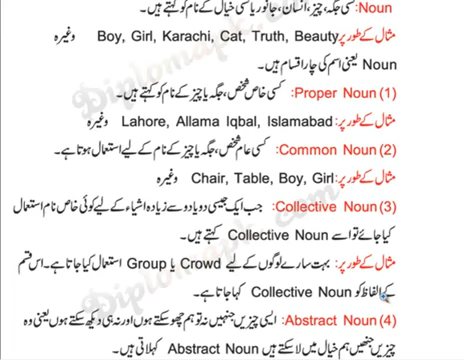 Noun: کسی جگہ، چیز، انسان، جانور یا کسی خیال کے نام کو کہتے ہیں۔
مثال کے طور پر Boy, Girl, Karachi, Cat, Truth, Beauty وغیرہ
Noun یعنی اسم کی چار اقسام ہیں۔
(1) Proper Noun: کسی خاص شخص، جگہ یا چیز کے نام کو کہتے ہیں۔
مثال کے طور پر: Lahore, Allama Iqbal, Islamabad وغیرہ
(2) Common Noun: کسی عام شخص، جگہ یا چیز کے نام کے لیے استعمال ہوتا ہے۔
مثال کے طور پر: Chair, Table, Boy, Girl وغیرہ
(3) Collective Noun: جب ایک جیسی دو یا دو سے زیادہ اشیاء کے لیے کوئی خاص نام استعمال
کیا جائے تو اسے Collective Noun کہتے ہیں۔
مثال کے طور پر: بہت سارے لوگوں کے لیے Crowd یا Group استعمال کیا جاتا ہے۔ اس قسم
کے الفاظ کو Collective Noun کہا جاتا ہے۔
(4) Abstract Noun: ایسی چیزیں جنہیں نہ تو ہم چھو سکتے ہوں اور نہ ہی دیکھ سکتے ہوں یعنی وہ
چیزیں جنھیں ہم خیال میں لا سکتے ہیں Abstract Noun کہلاتی ہیں۔